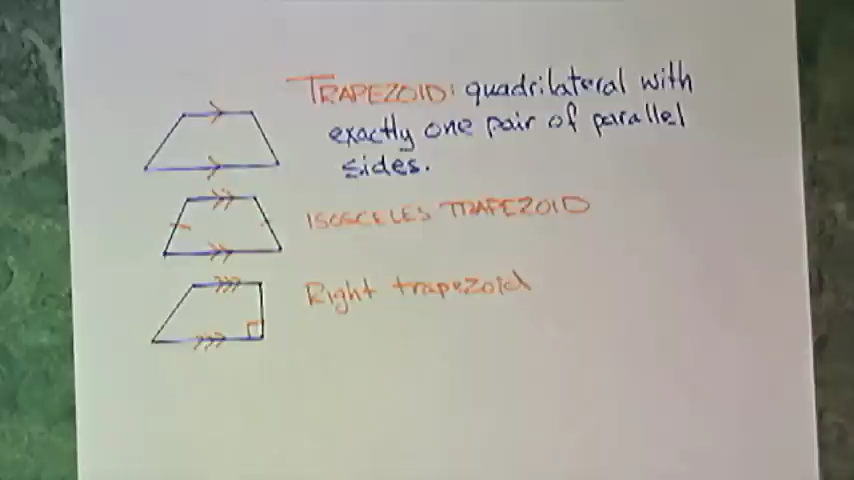 TRAPEZOID: quadrilateral with
exactly one pair of parallel
sides.
ISOSCELES TRAPEZOID
Right trapezoid